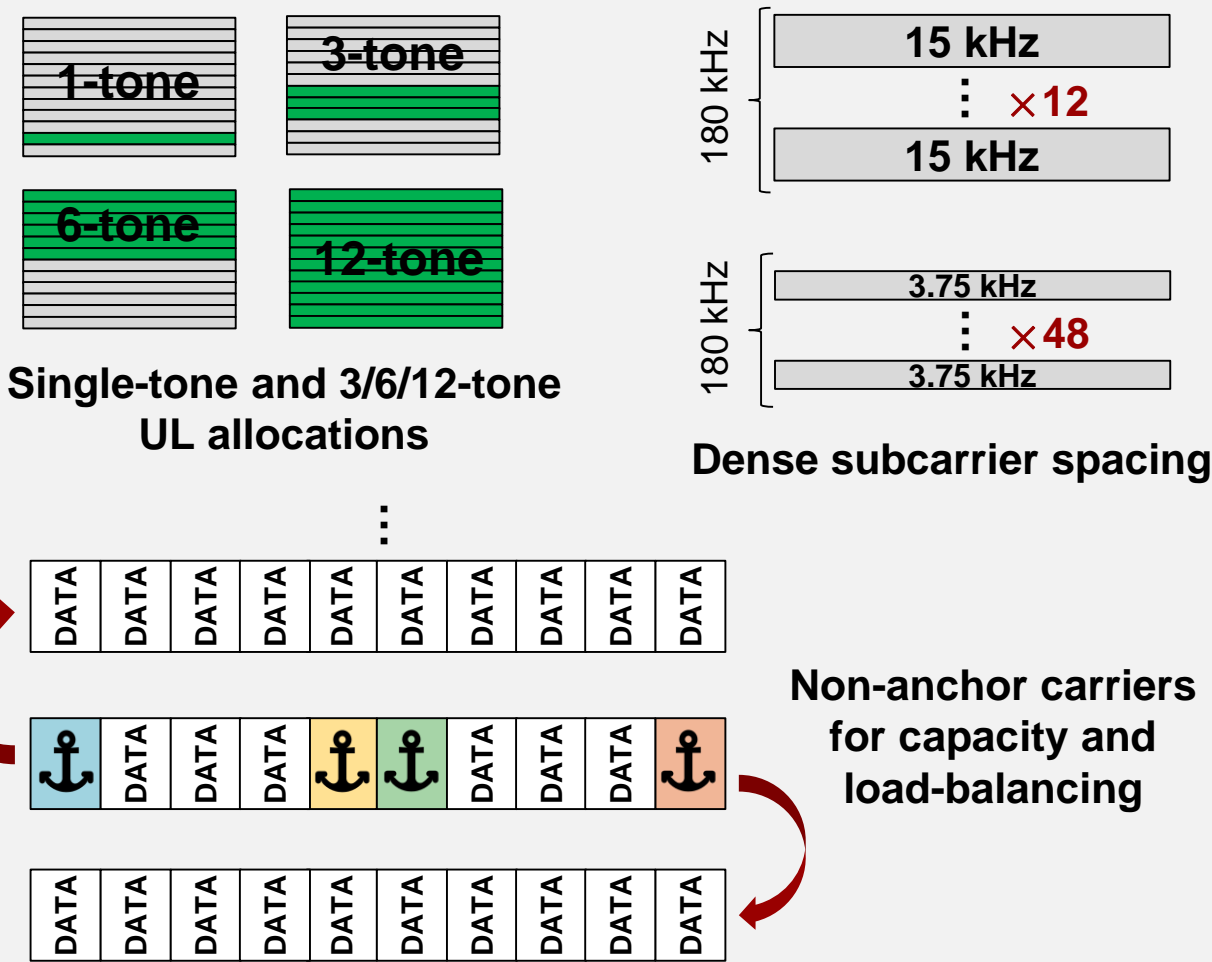 1-tone
3-tone
6-tone
12-tone
Single-tone and 3/6/12-tone
UL allocations
180 kHz
15 kHz
⋮ ×12
15 kHz
180 kHz
3.75 kHz
⋮ ×48
3.75 kHz
Dense subcarrier spacing
⋮
DATA DATA DATA DATA DATA DATA DATA DATA DATA DATA
DATA DATA DATA DATA DATA DATA
DATA DATA DATA DATA DATA DATA DATA DATA DATA DATA
Non-anchor carriers
for capacity and
load-balancing